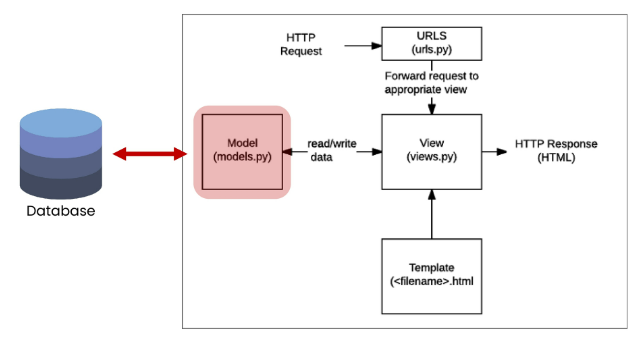 HTTP
Request
URLS
(urls.py)
Forward request to
appropriate view
Model
(models.py)
read/write
data
View
(views.py)
HTTP Response
(HTML)
Database
Template
(<filename>.html